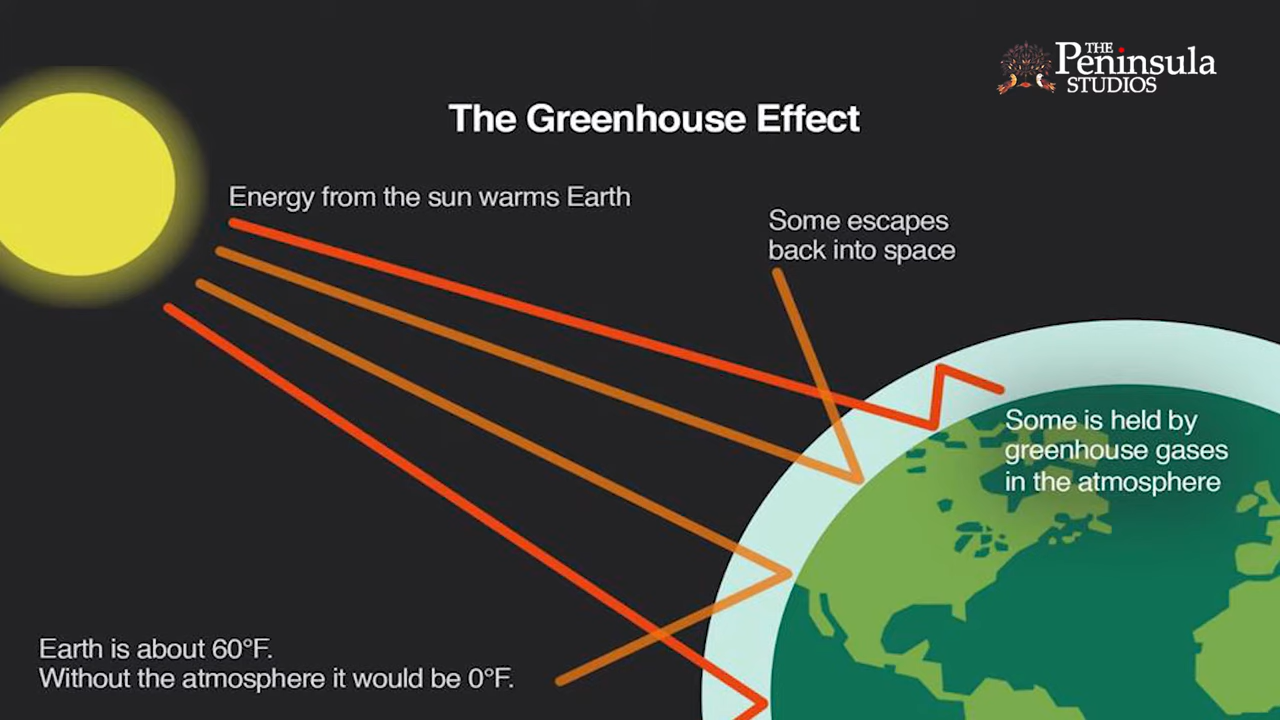 THE
Peninsula
STUDIOS
The Greenhouse Effect
Energy from the sun warms Earth
Some escapes
back into space
Some is held by
greenhouse gases
in the atmosphere
Earth is about 60°F.
Without the atmosphere it would be 0°F.